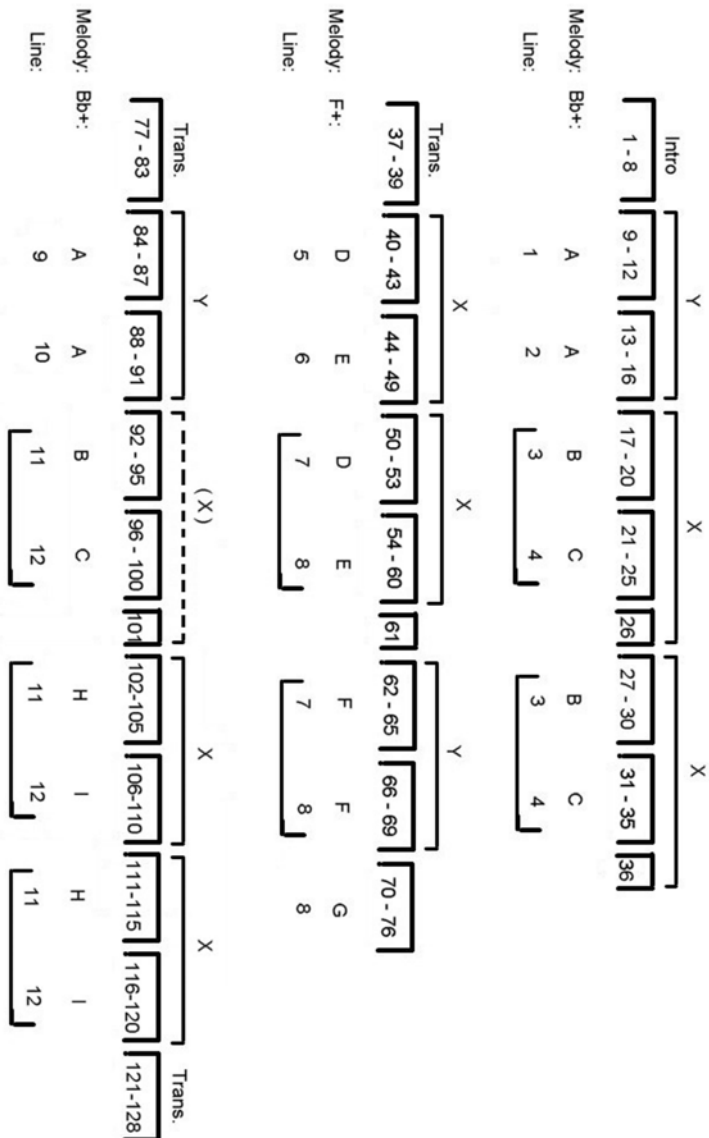 Intro Y X X
1 - 8 9 - 12 13 - 16 17 - 20 21 - 25 26 27 - 30 31 - 35 36
Melody: Bb+: A A B C B C
Line: 1 2 3 4 3 4
Trans. X X Y
37 - 39 40 - 43 44 - 49 50 - 53 54 - 60 61 62 - 65 66 - 69 70 - 76
Melody: F+: D E D E F F G
Line: 5 6 7 8 7 8 8
Trans. Y (X) X X Trans.
77 - 83 84 - 87 88 - 91 92 - 95 96 - 100 101 102-105 106-110 111-115 116-120 121-128
Melody: Bb+: A A B C H I H I
Line: 9 10 11 12 11 12 11 12